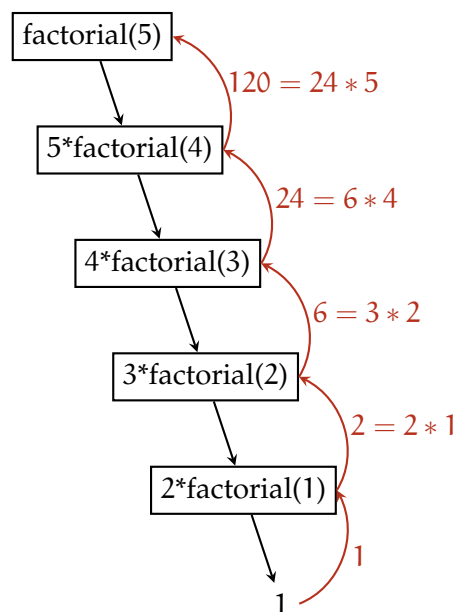 factorial(5)
120 = 24 ∗ 5
5*factorial(4)
24 = 6 ∗ 4
4*factorial(3)
6 = 3 ∗ 2
3*factorial(2)
2 = 2 ∗ 1
2*factorial(1)
1
1